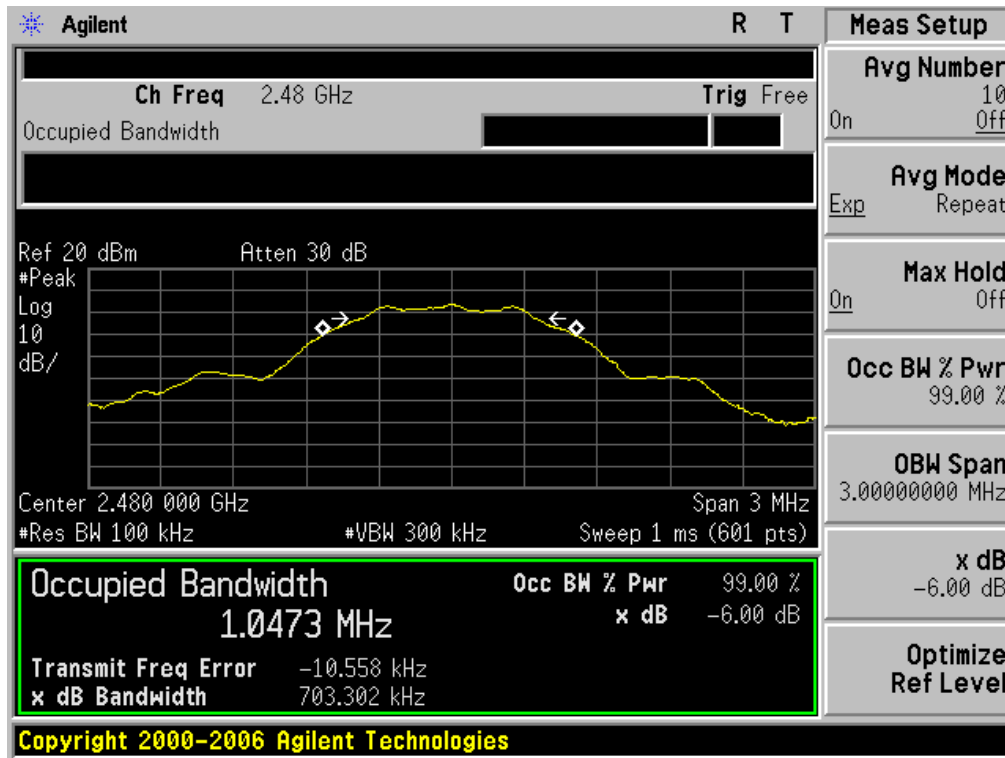 Agilent R T
Ch Freq 2.48 GHz Trig Free
Occupied Bandwidth
Ref 20 dBm Atten 30 dB
#Peak
Log
10
dB/
Center 2.480 000 GHz Span 3 MHz
#Res BW 100 kHz #VBW 300 kHz Sweep 1 ms (601 pts)
Occupied Bandwidth Occ BW % Pwr 99.00 %
1.0473 MHz x dB -6.00 dB
Transmit Freq Error -10.558 kHz
x dB Bandwidth 703.302 kHz
Copyright 2000-2006 Agilent Technologies
Meas Setup
Avg Number
10
On Off
Avg Mode
Exp Repeat
Max Hold
On Off
Occ BW % Pwr
99.00 %
OBW Span
3.00000000 MHz
x dB
-6.00 dB
Optimize
Ref Level